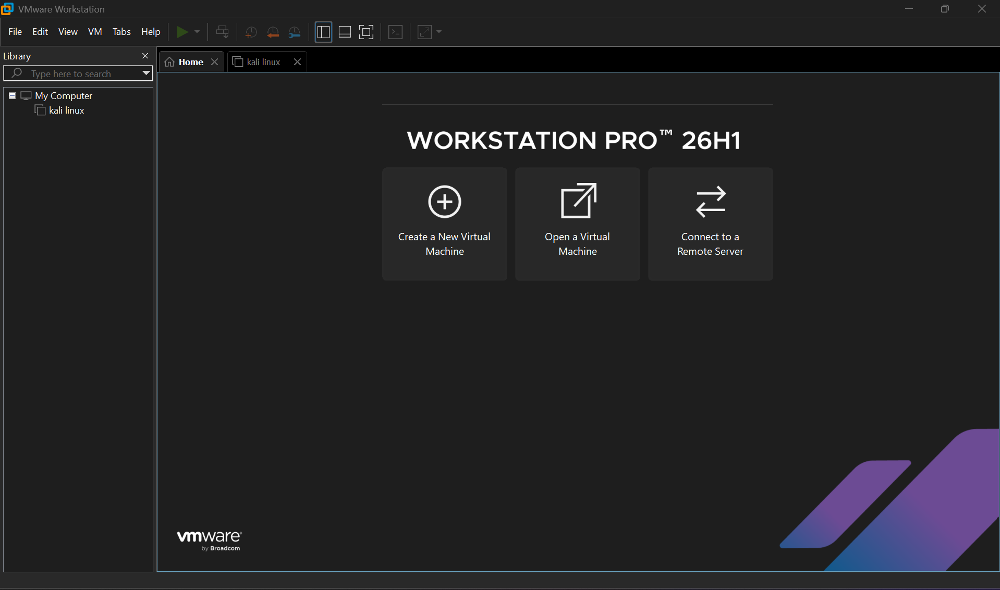 VMware Workstation
File Edit View VM Tabs Help
Library
Type here to search
My Computer
kali linux
Home
kali linux
WORKSTATION PRO™ 26H1
Create a New Virtual
Machine
Open a Virtual
Machine
Connect to a
Remote Server
vmware®
by Broadcom